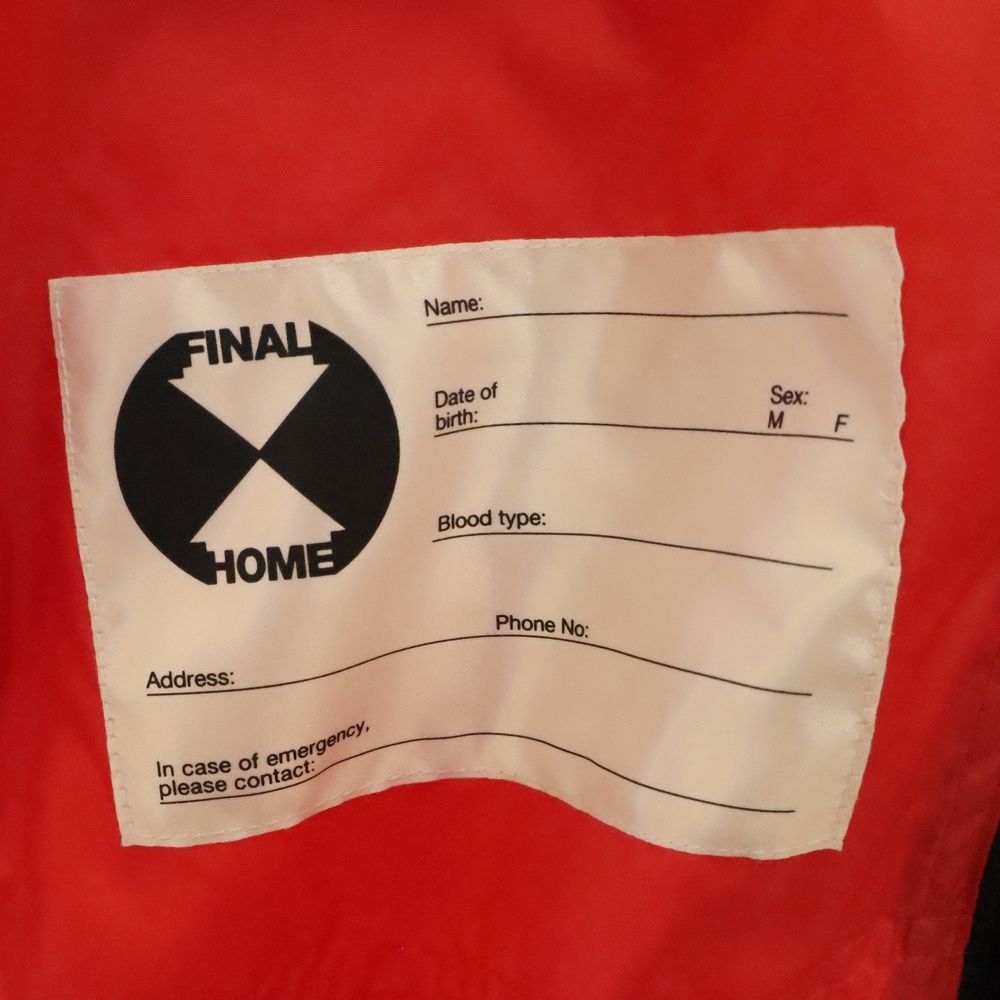 FINAL
HOME
Name:
Date of
birth:
Sex:
M F
Blood type:
Phone No:
Address:
In case of emergency,
please contact: